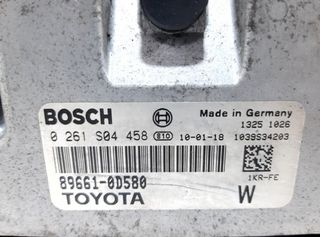 BOSCH
Made in Germany
1325 1026
0 261 S04 458 E10 10-01-18 1039S34203
89661-0D580
1KR-FE
TOYOTA
W